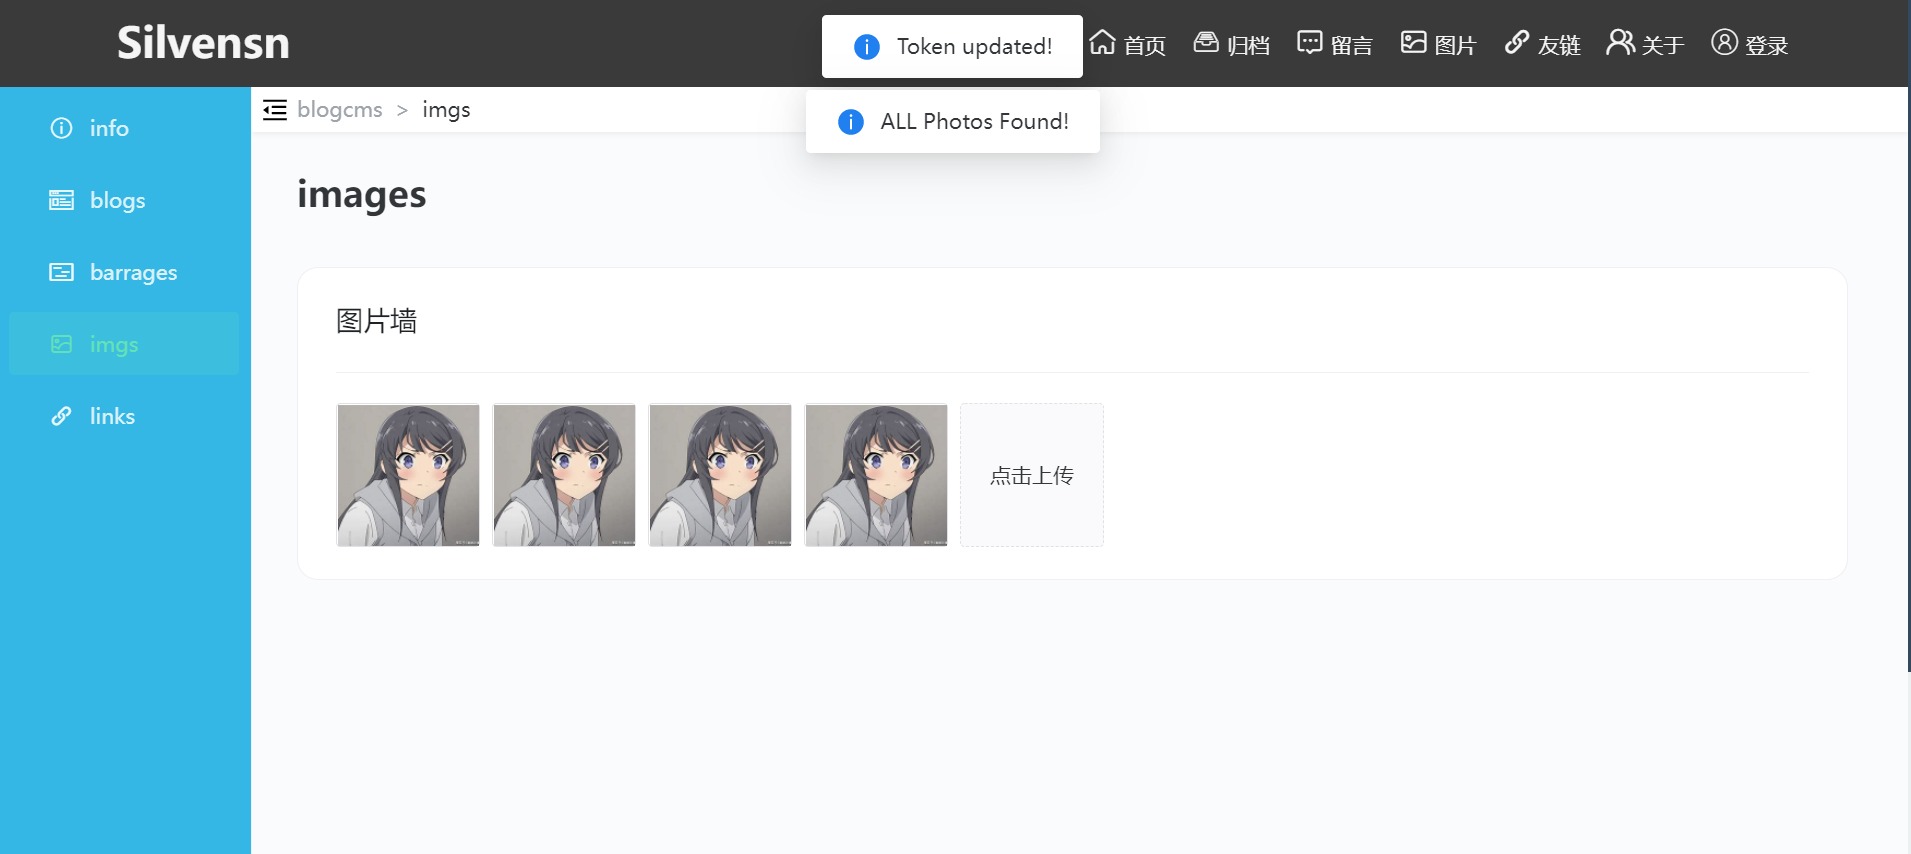 Silvensn
Token updated!
首页
归档
留言
图片
友链
关于
登录
info
blogs
barrages
imgs
links
blogcms > imgs
ALL Photos Found!
images
图片墙
点击上传